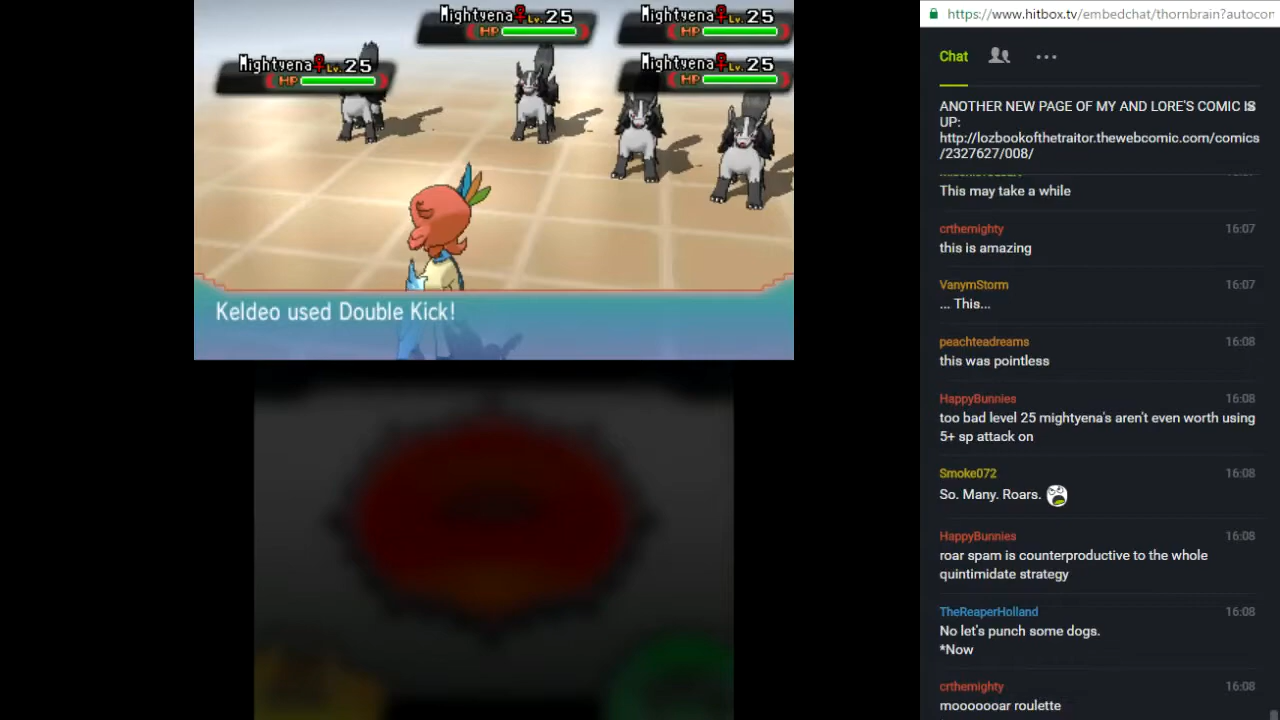 Mightyena♀Lv.25
HP
Mightyena♀Lv.25
HP
Mightyena♀Lv.25
HP
Mightyena♀Lv.25
HP
Keldeo used Double Kick!
https://www.hitbox.tv/embedchat/thornbrain?autocon
Chat
ANOTHER NEW PAGE OF MY AND LORE'S COMIC IS
UP:
http://lozbookofthetraitor.thewebcomic.com/comics
/2327627/008/
This may take a while
crthemighty 16:07
this is amazing
VanymStorm 16:07
... This...
peachteadreams 16:08
this was pointless
HappyBunnies 16:08
too bad level 25 mightyena's aren't even worth using
5+ sp attack on
Smoke072 16:08
So. Many. Roars.
HappyBunnies 16:08
roar spam is counterproductive to the whole
quintimidate strategy
TheReaperHolland 16:08
No let's punch some dogs.
*Now
crthemighty 16:08
mooooooar roulette